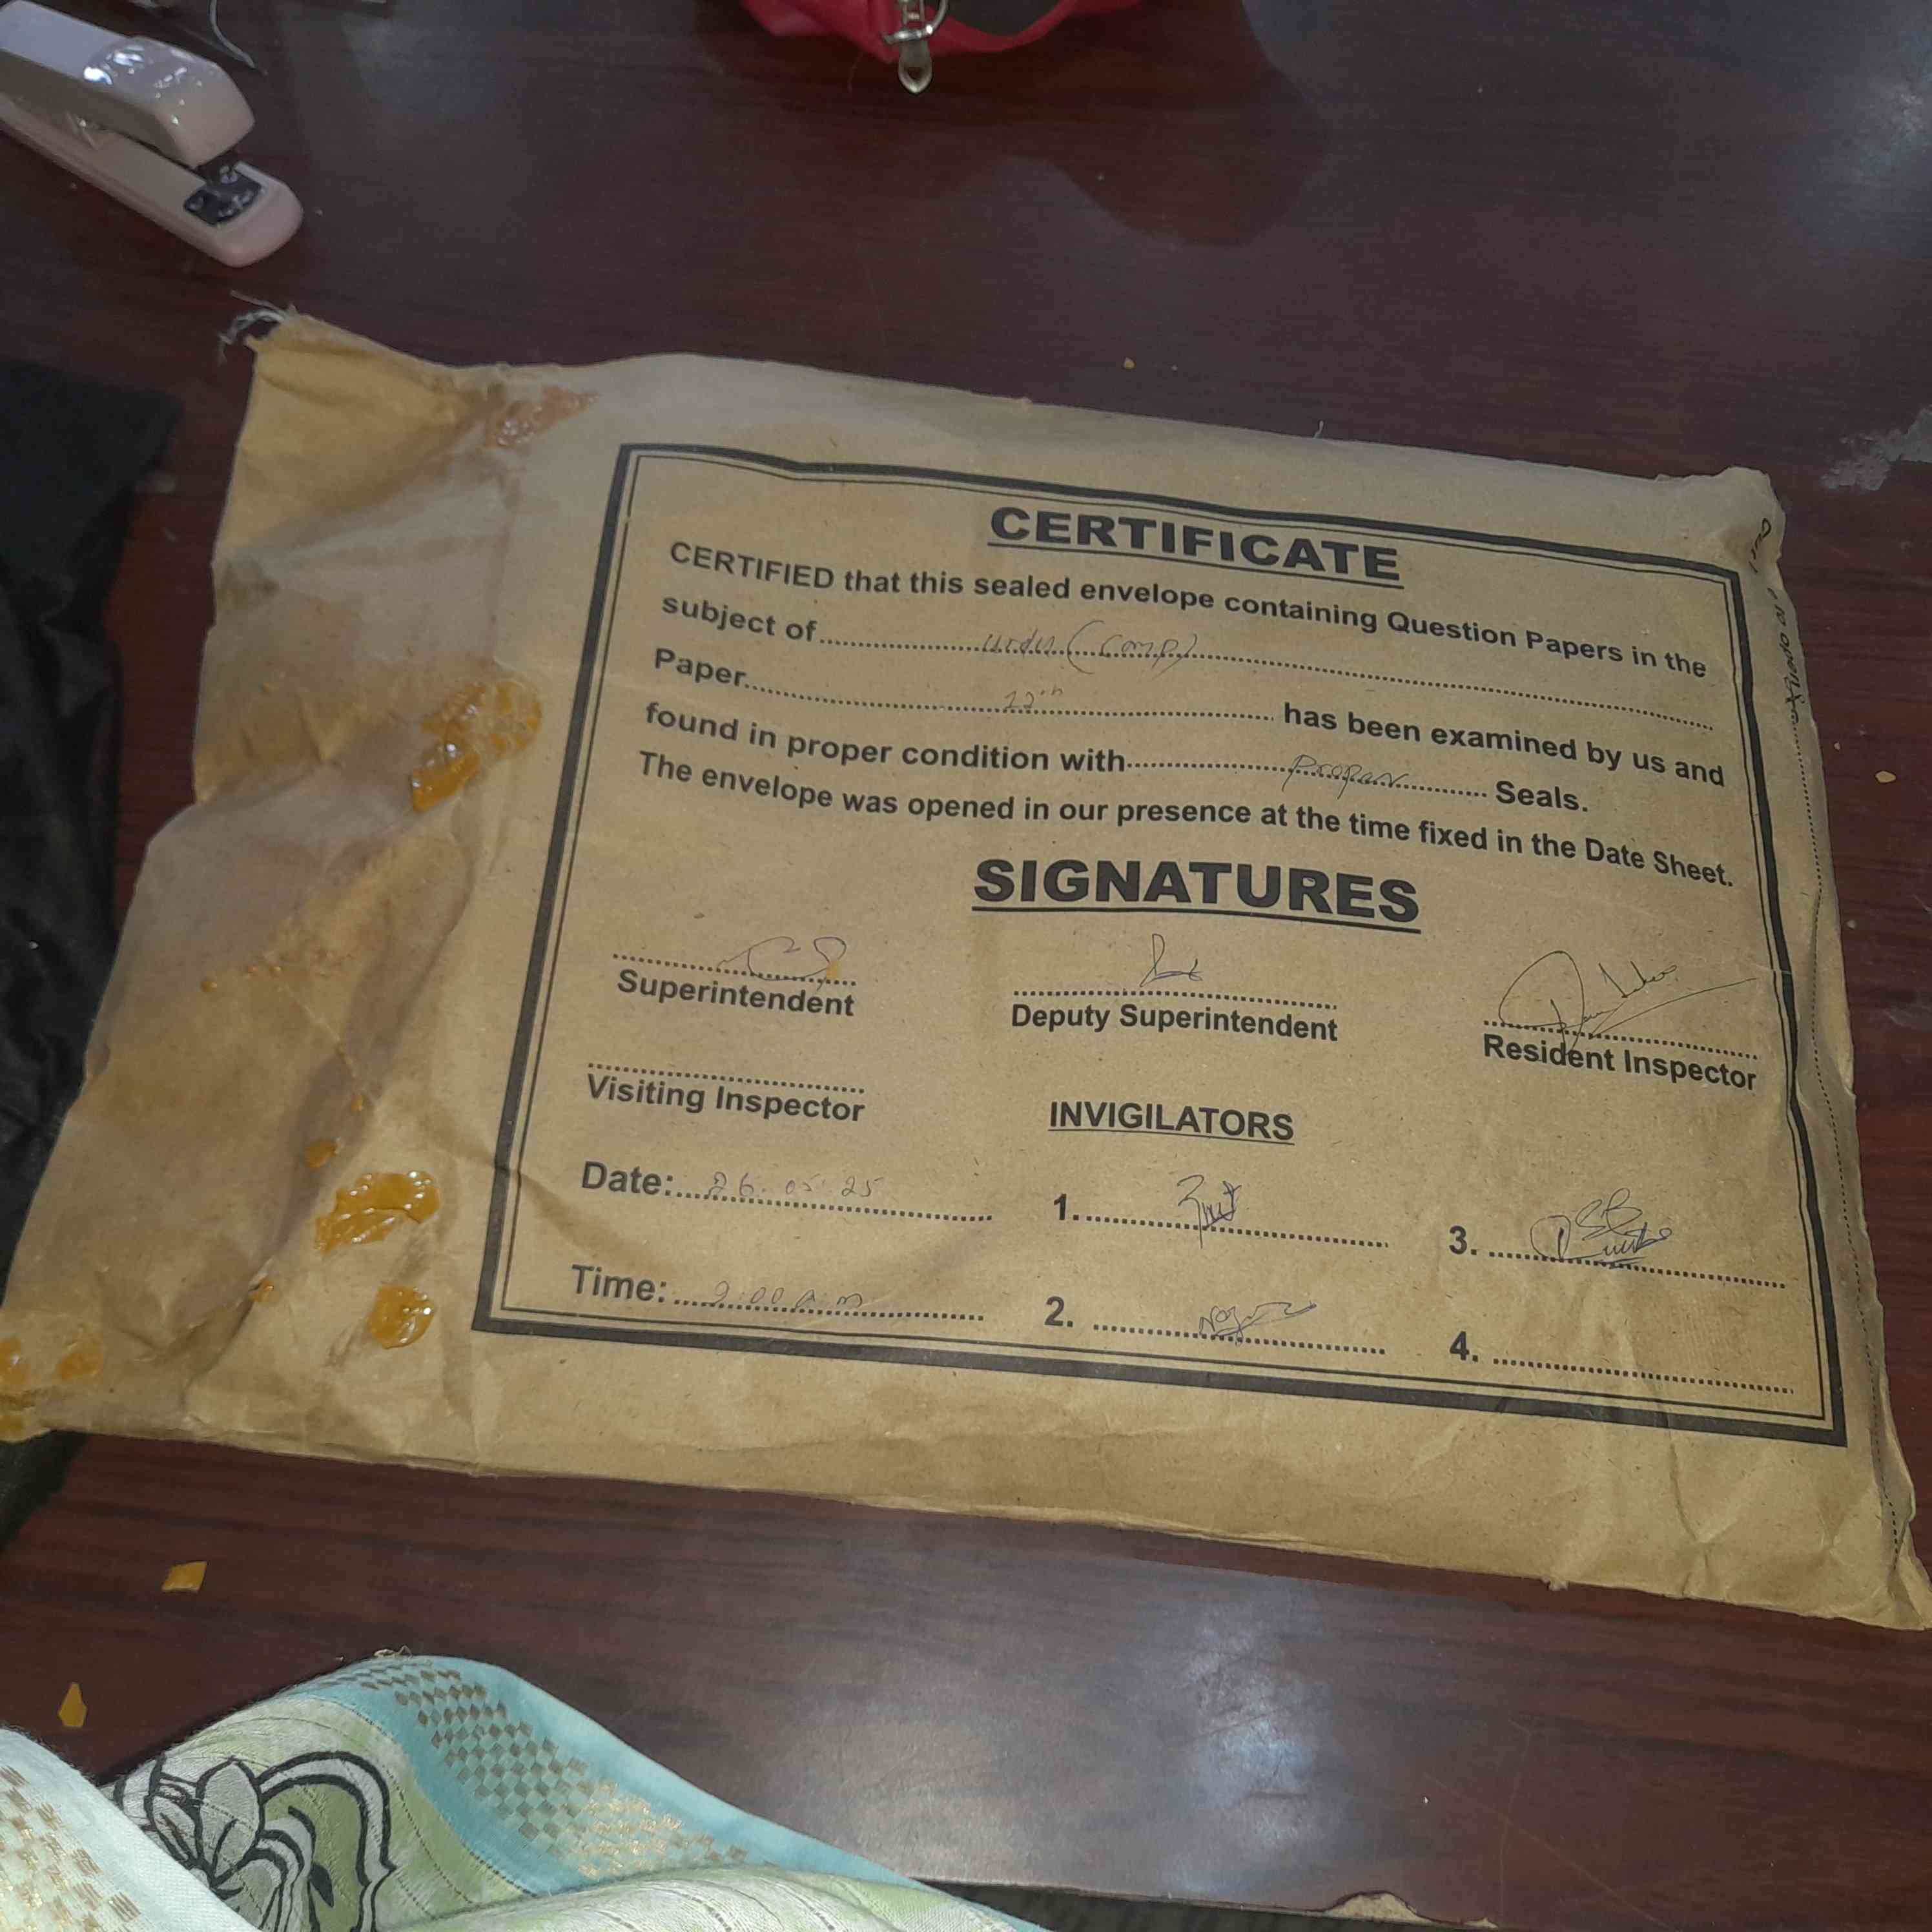 CERTIFICATE
CERTIFIED that this sealed envelope containing Question Papers in the
subject of urdu (comp)
Paper 12th has been examined by us and
found in proper condition with proper Seals.
The envelope was opened in our presence at the time fixed in the Date Sheet.
SIGNATURES
Superintendent
Deputy Superintendent
Resident Inspector
Visiting Inspector
INVIGILATORS
Date: 26.05.25
1.
3.
Time: 9:00 A.m
2.
4.
to open